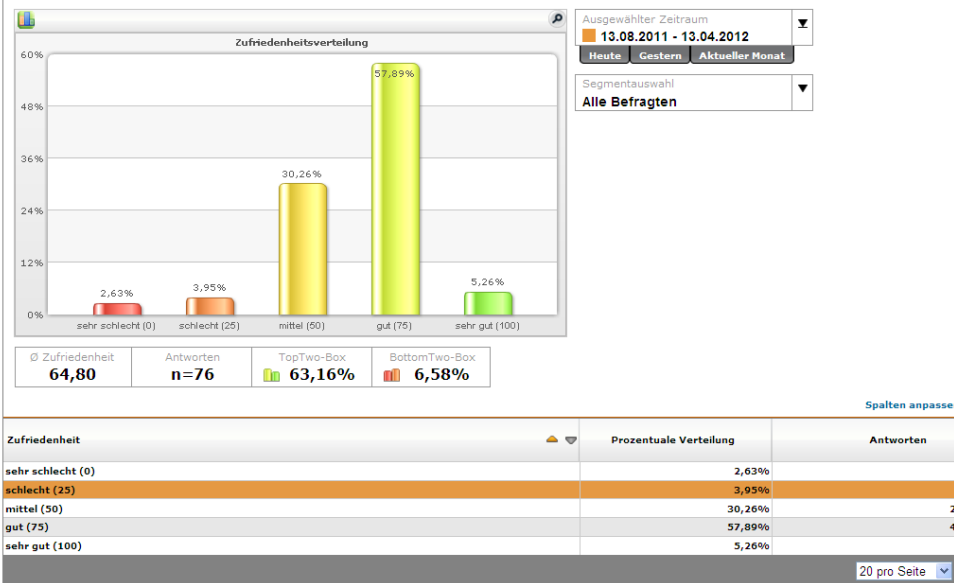 Zufriedenheitsverteilung
60%
48%
36%
24%
12%
0%
2,63%
3,95%
30,26%
57,89%
5,26%
sehr schlecht (0)
schlecht (25)
mittel (50)
gut (75)
sehr gut (100)
Ausgewählter Zeitraum
13.08.2011 - 13.04.2012
Heute
Gestern
Aktueller Monat
Segmentauswahl
Alle Befragten
Ø Zufriedenheit
64,80
Antworten
n=76
TopTwo-Box
63,16%
BottomTwo-Box
6,58%
Spalten anpasse
Zufriedenheit Prozentuale Verteilung Antworten
sehr schlecht (0) 2,63%
schlecht (25) 3,95%
mittel (50) 30,26% 2
gut (75) 57,89% 4
sehr gut (100) 5,26%
20 pro Seite